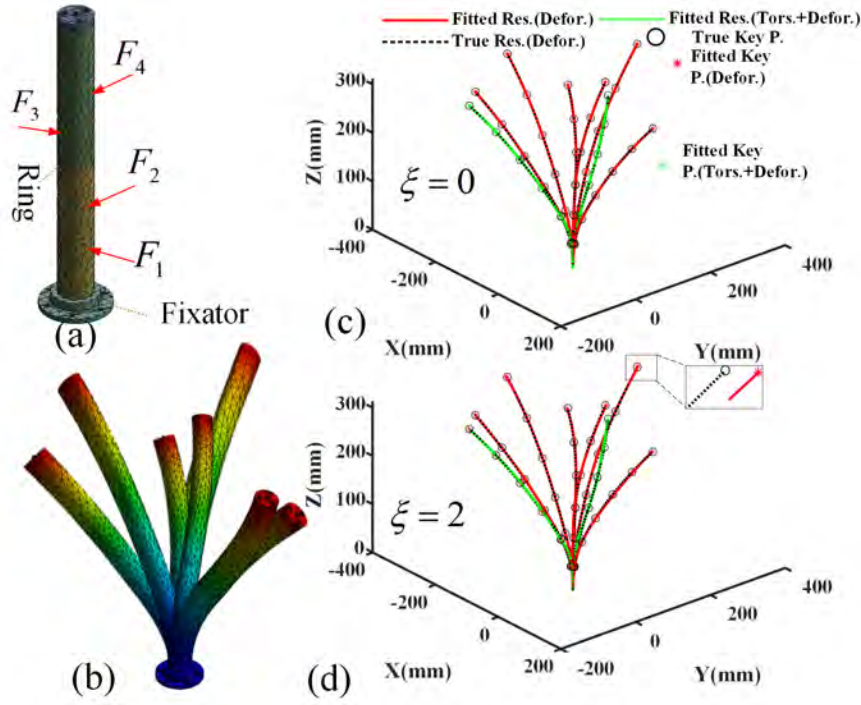 F4
F3
F2
F1
Ring
Fixator
(a)
(b)
Fitted Res.(Defor.)
Fitted Res.(Tors.+Defor.)
True Res.(Defor.)
True Key P.
Fitted Key
P.(Defor.)
Fitted Key
P.(Tors.+Defor.)
300
200
100
0
Z(mm)
ξ=0
-400
-200
0
200
X(mm)
-200
0
200
400
Y(mm)
(c)
300
200
100
0
Z(mm)
ξ=2
-400
-200
0
200
X(mm)
-200
0
200
400
Y(mm)
(d)